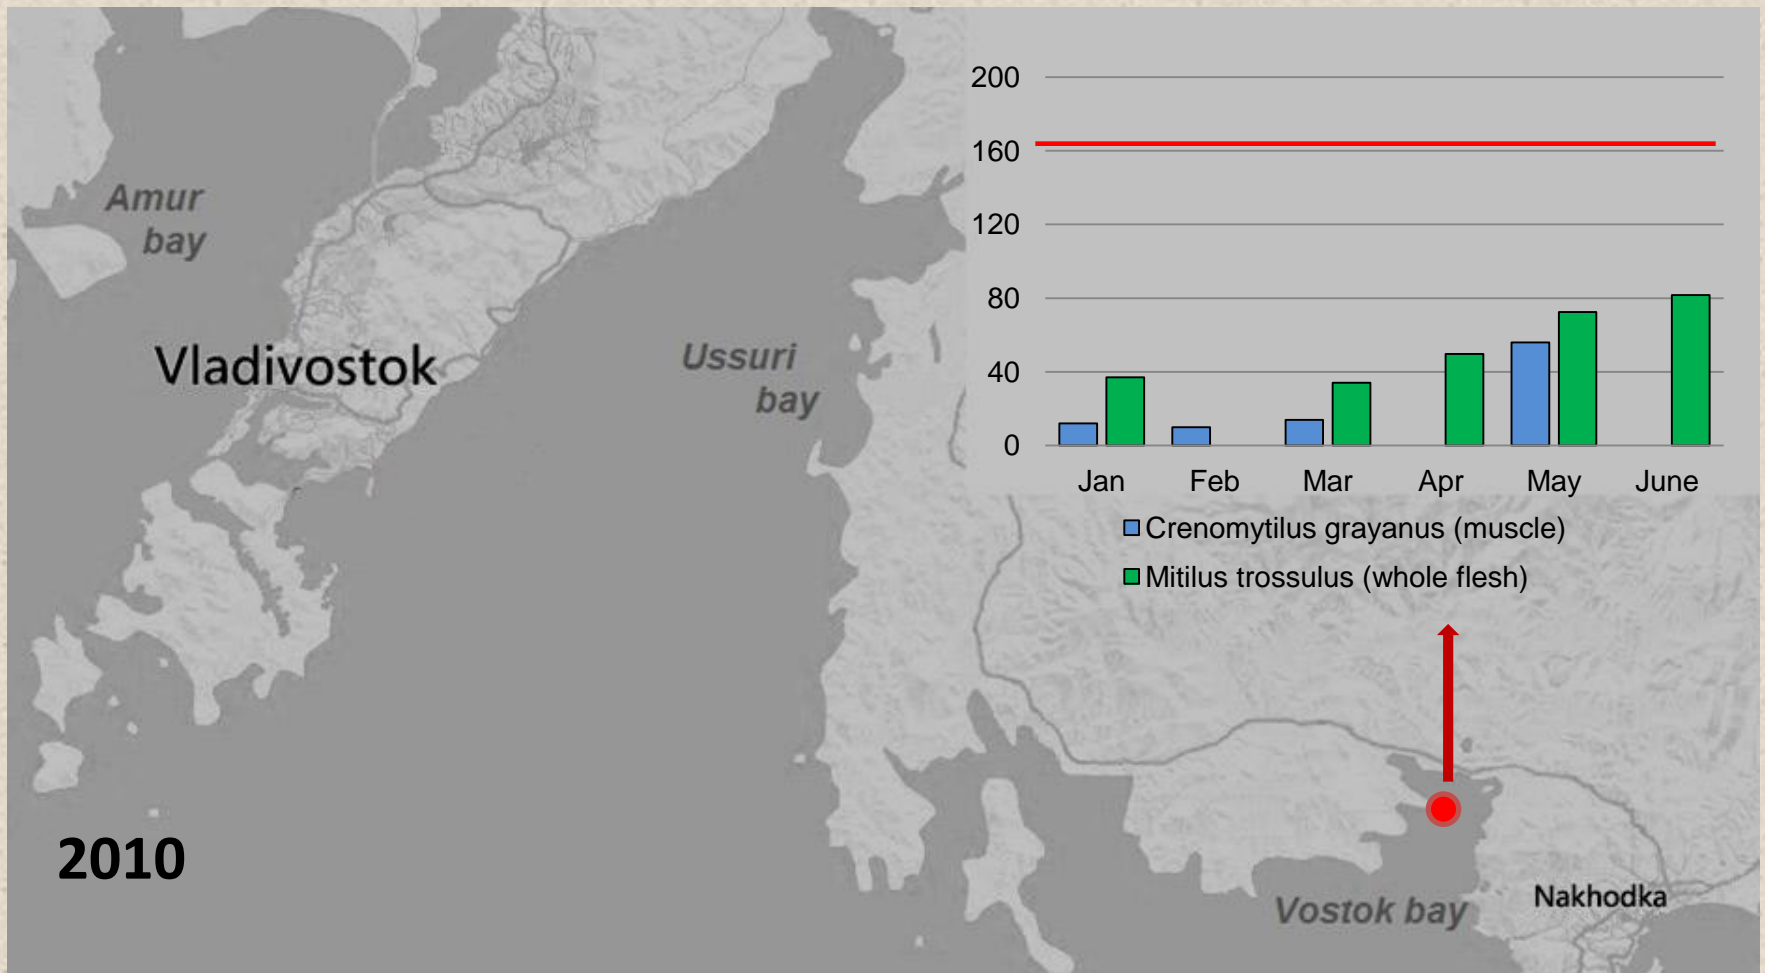 200
160
120
80
40
0
Jan Feb Mar Apr May June
Crenomytilus grayanus (muscle)
Mitilus trossulus (whole flesh)
Amur
bay
Vladivostok
Ussuri
bay
2010
Vostok bay
Nakhodka